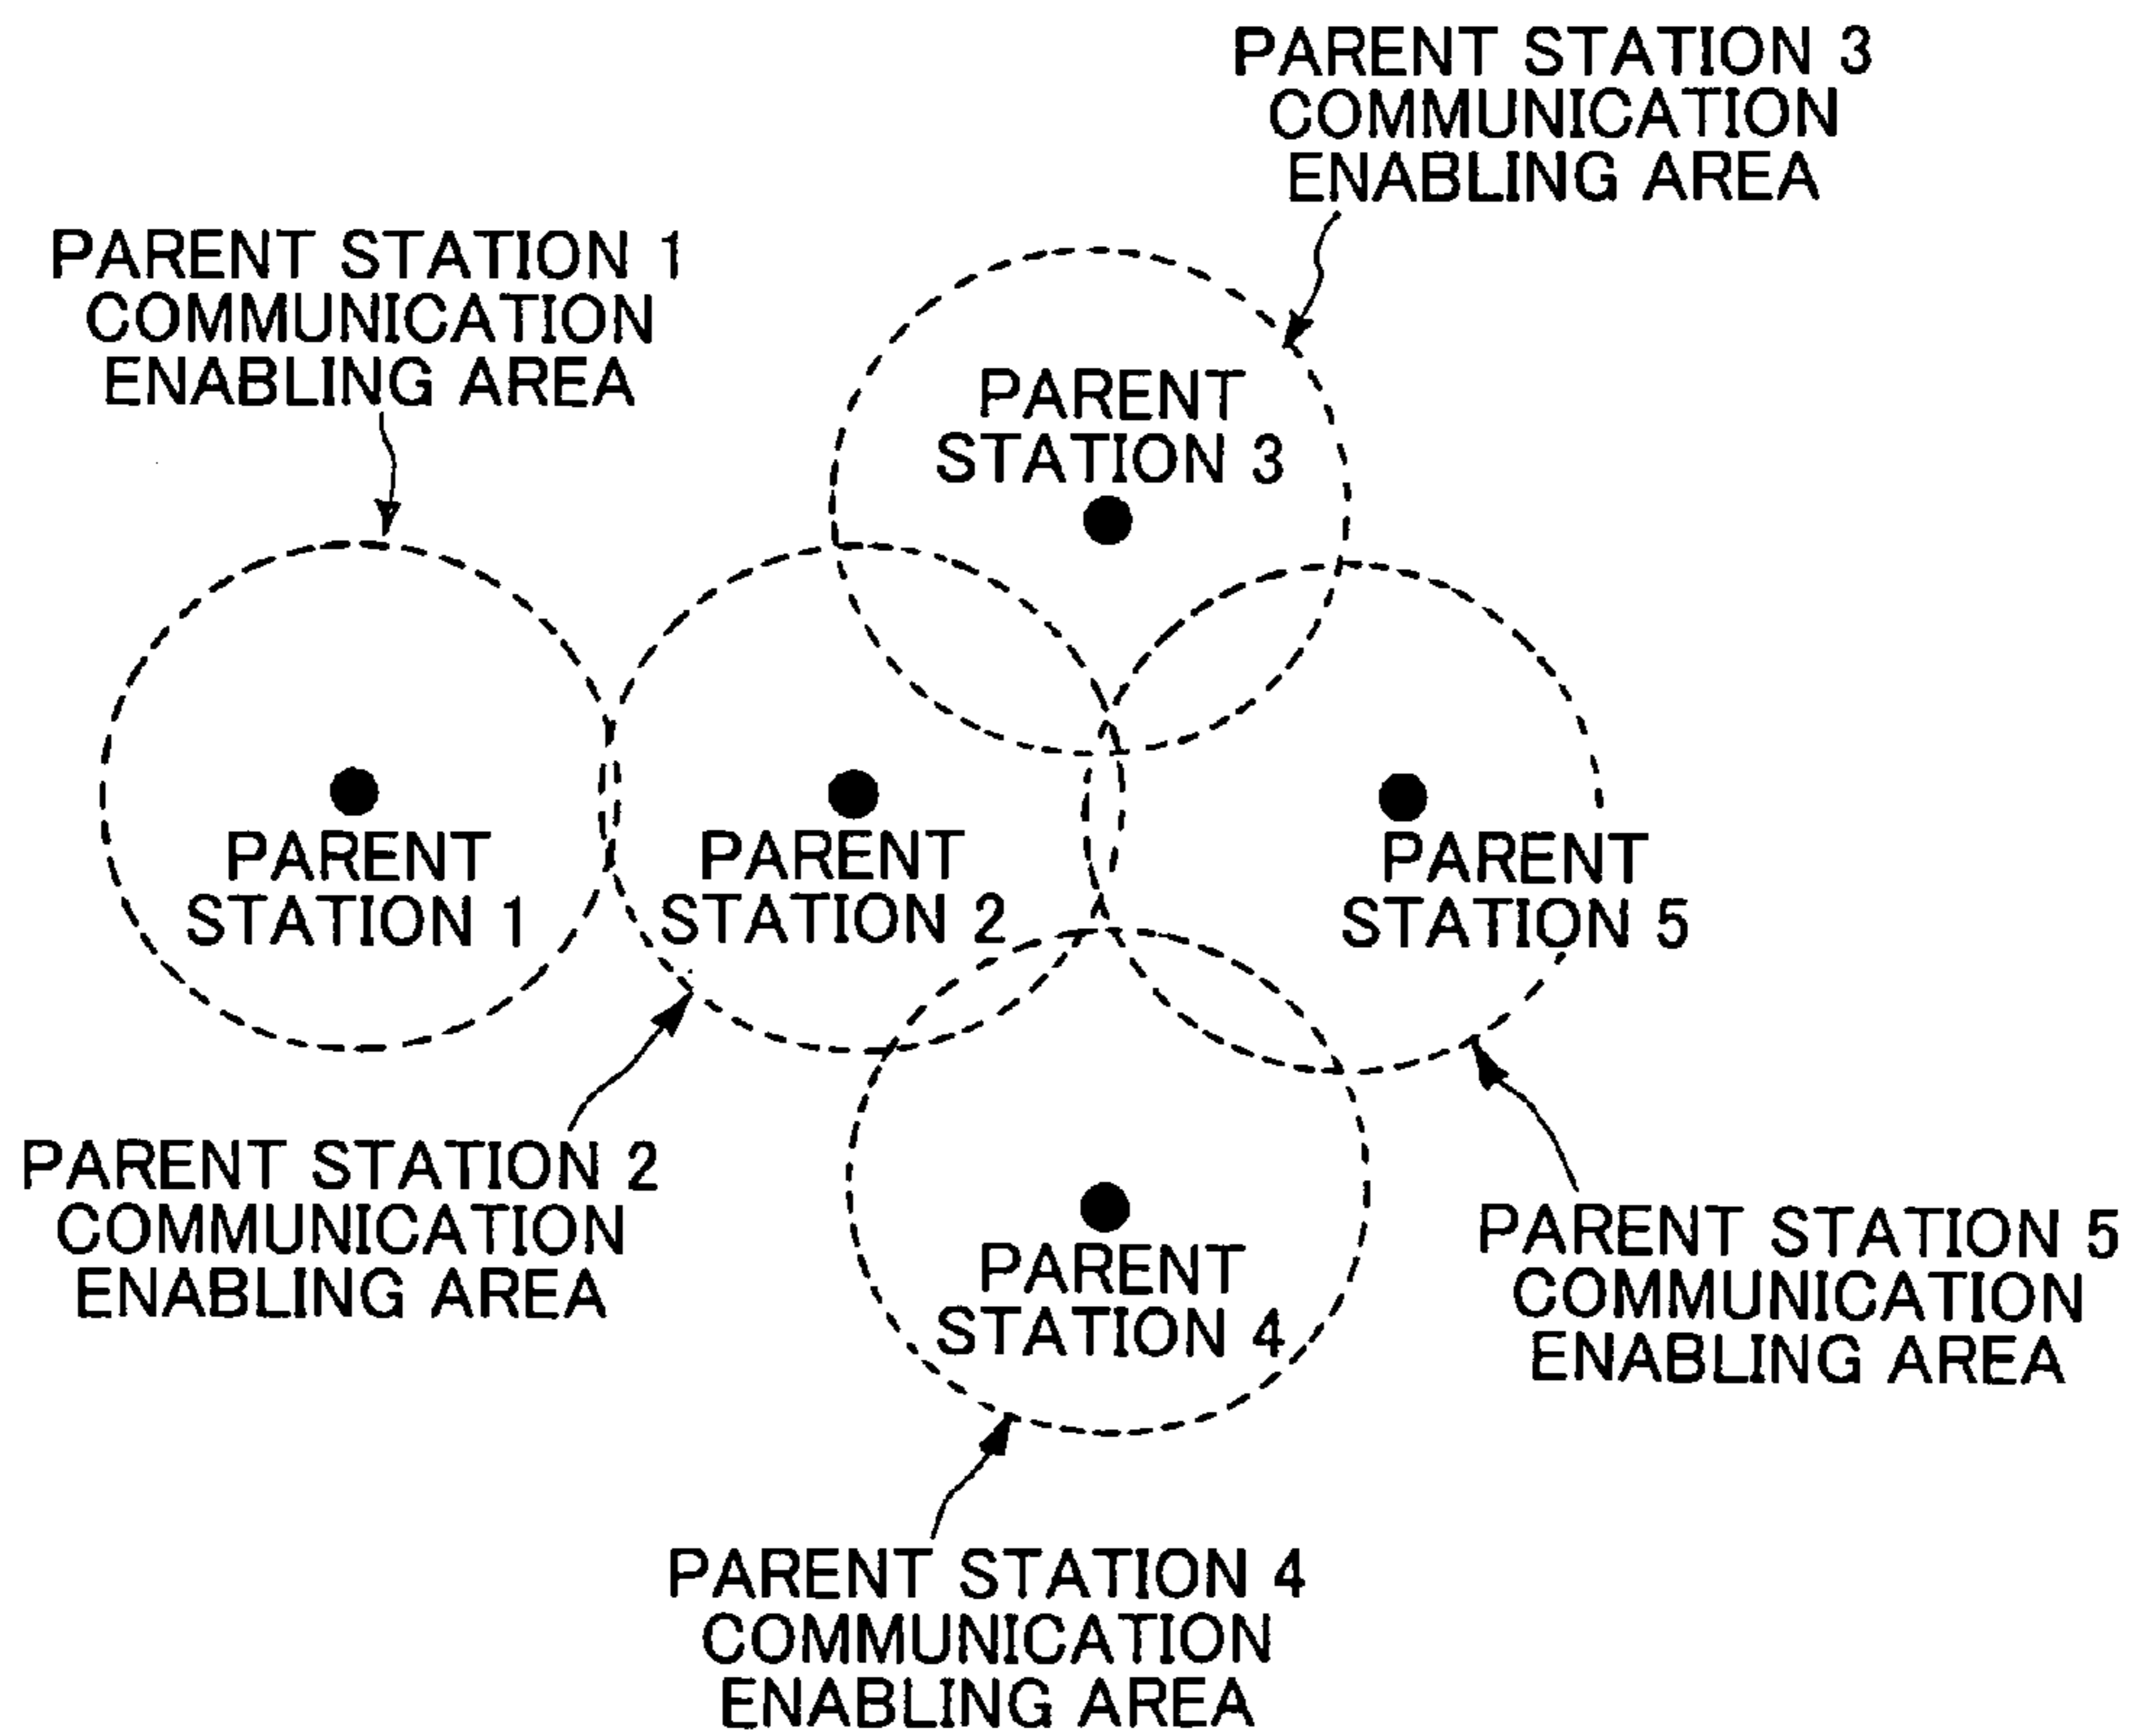 PARENT STATION 3
COMMUNICATION
ENABLING AREA
PARENT STATION 1
COMMUNICATION
ENABLING AREA
PARENT
STATION 3
PARENT
STATION 1
PARENT
STATION 2
PARENT
STATION 5
PARENT STATION 2
COMMUNICATION
ENABLING AREA
PARENT
STATION 4
PARENT STATION 5
COMMUNICATION
ENABLING AREA
PARENT STATION 4
COMMUNICATION
ENABLING AREA